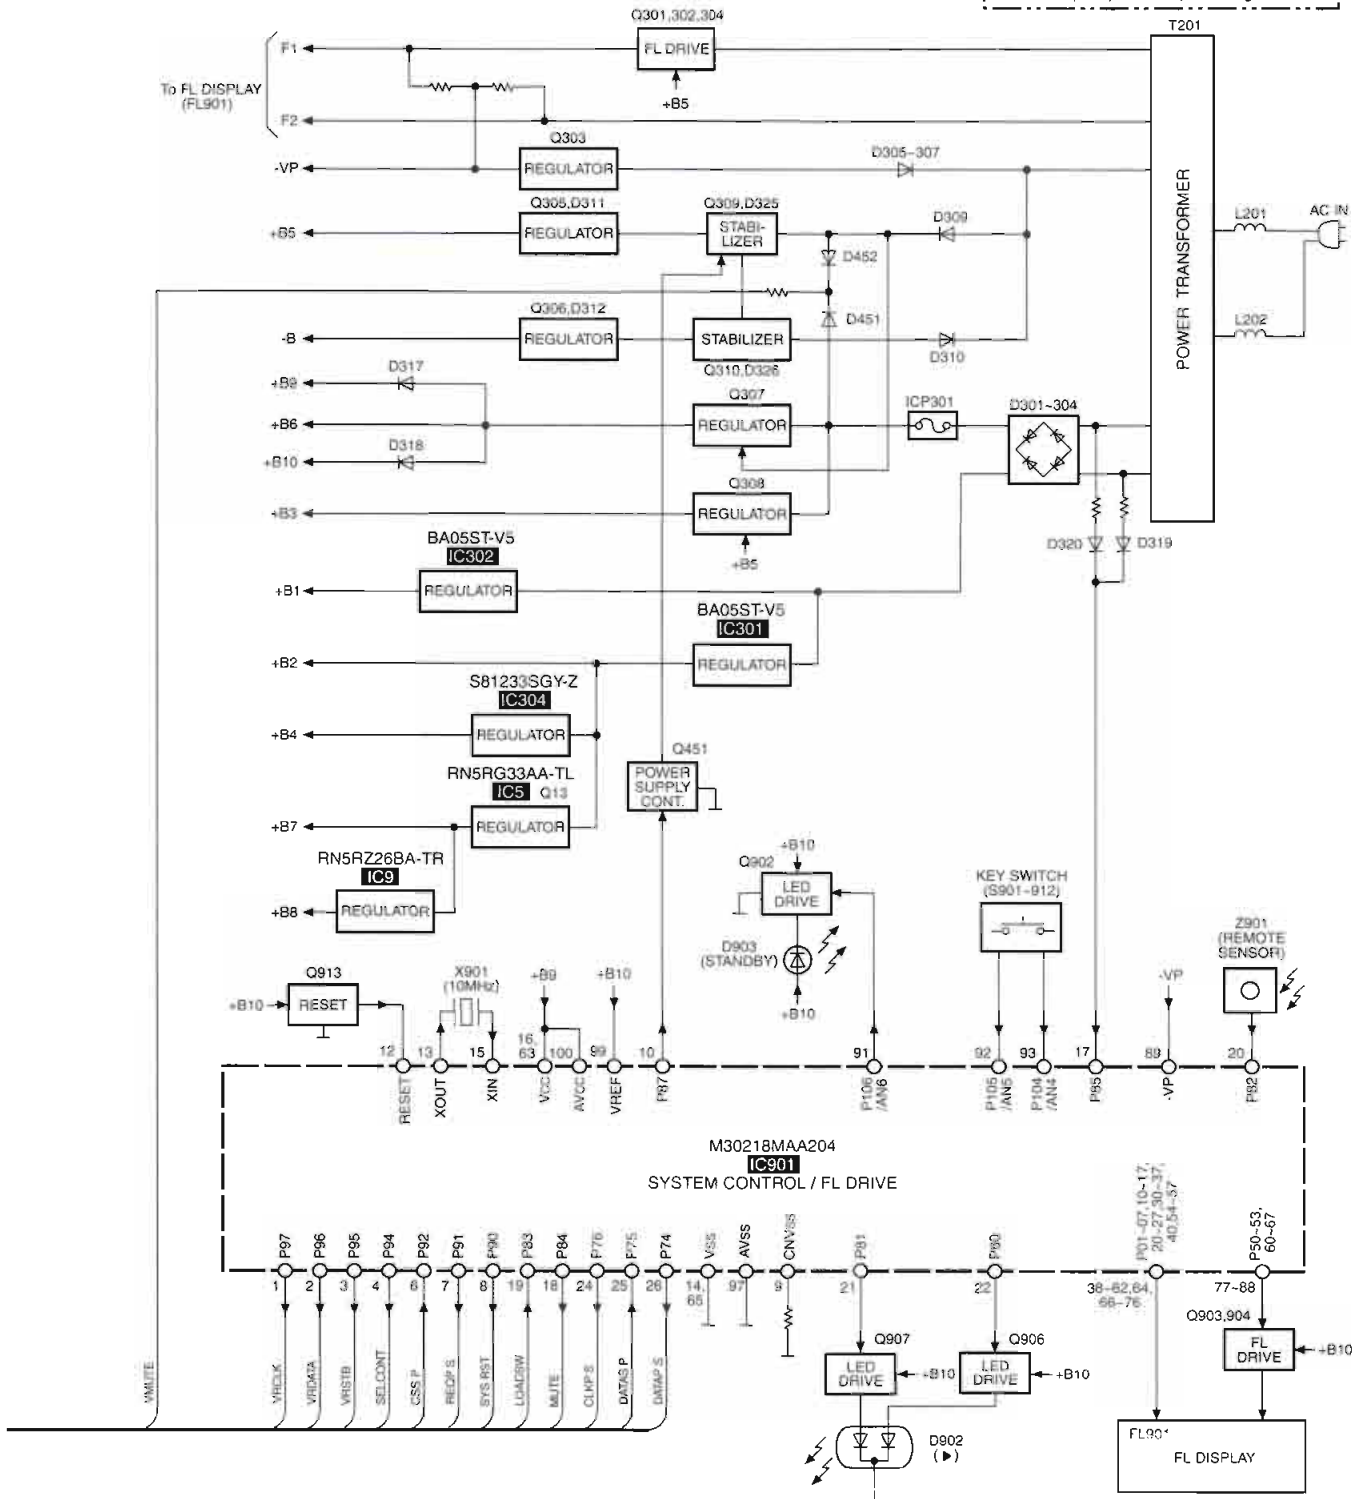 Q301,302,304
T201
F1
FL DRIVE
To FL DISPLAY
(FL901)
+B5
F2
Q303
-VP
REGULATOR
D305~307
Q305,D311
Q309,D325
D309
L201
AC IN
+B5
REGULATOR
STABI-
LIZER
D452
POWER TRANSFORMER
Q306,D312
D451
L202
-B
REGULATOR
STABILIZER
D310
Q310,D326
D317
+B9
Q307
ICP301
D301~304
+B6
REGULATOR
D318
+B10
Q308
+B3
REGULATOR
D320
D319
BA05ST-V5
IC302
+B5
+B1
REGULATOR
BA05ST-V5
IC301
+B2
REGULATOR
S81233SGY-Z
IC304
+B4
REGULATOR
Q451
POWER
SUPPLY
CONT.
RN5RG33AA-TL
IC5 Q13
+B7
REGULATOR
RN5RZ26BA-TR
IC9
+B8
REGULATOR
+B10
Q902
LED
DRIVE
KEY SWITCH
(S901~912)
D903
(STANDBY)
+B10
Z901
(REMOTE
SENSOR)
Q913
+B10
RESET
X901
(10MHz)
+B9
+B10
-VP
12
13
15
16,
63
100
99
10
91
92
93
17
89
20
RESET
XOUT
XIN
VCC
AVCC
VREF
P87
P106
/AN6
P105
/AN5
P104
/AN4
P85
-VP
P82
M30218MAA204
IC901
SYSTEM CONTROL / FL DRIVE
P97
P96
P95
P94
P92
P91
P90
P83
P84
P76
P75
P74
VSS
AVSS
CNVSS
P81
P80
P01~07,10~17,
20~27,30~37,
40,54~57
P50~53,
60~67
1
2
3
4
6
7
8
19
18
24
25
26
14,
65
97
9
21
22
38~62,64,
66~76
77~88
VMUTE
VRCLK
VRDATA
VRSTB
SELCONT
CSS P
REQP S
SYS RST
LOADSW
MUTE
CLKP S
DATAS P
DATAP S
Q907
LED
DRIVE
+B10
Q906
LED
DRIVE
+B10
Q903,904
FL
DRIVE
+B10
D902
(▶)
FL901
FL DISPLAY